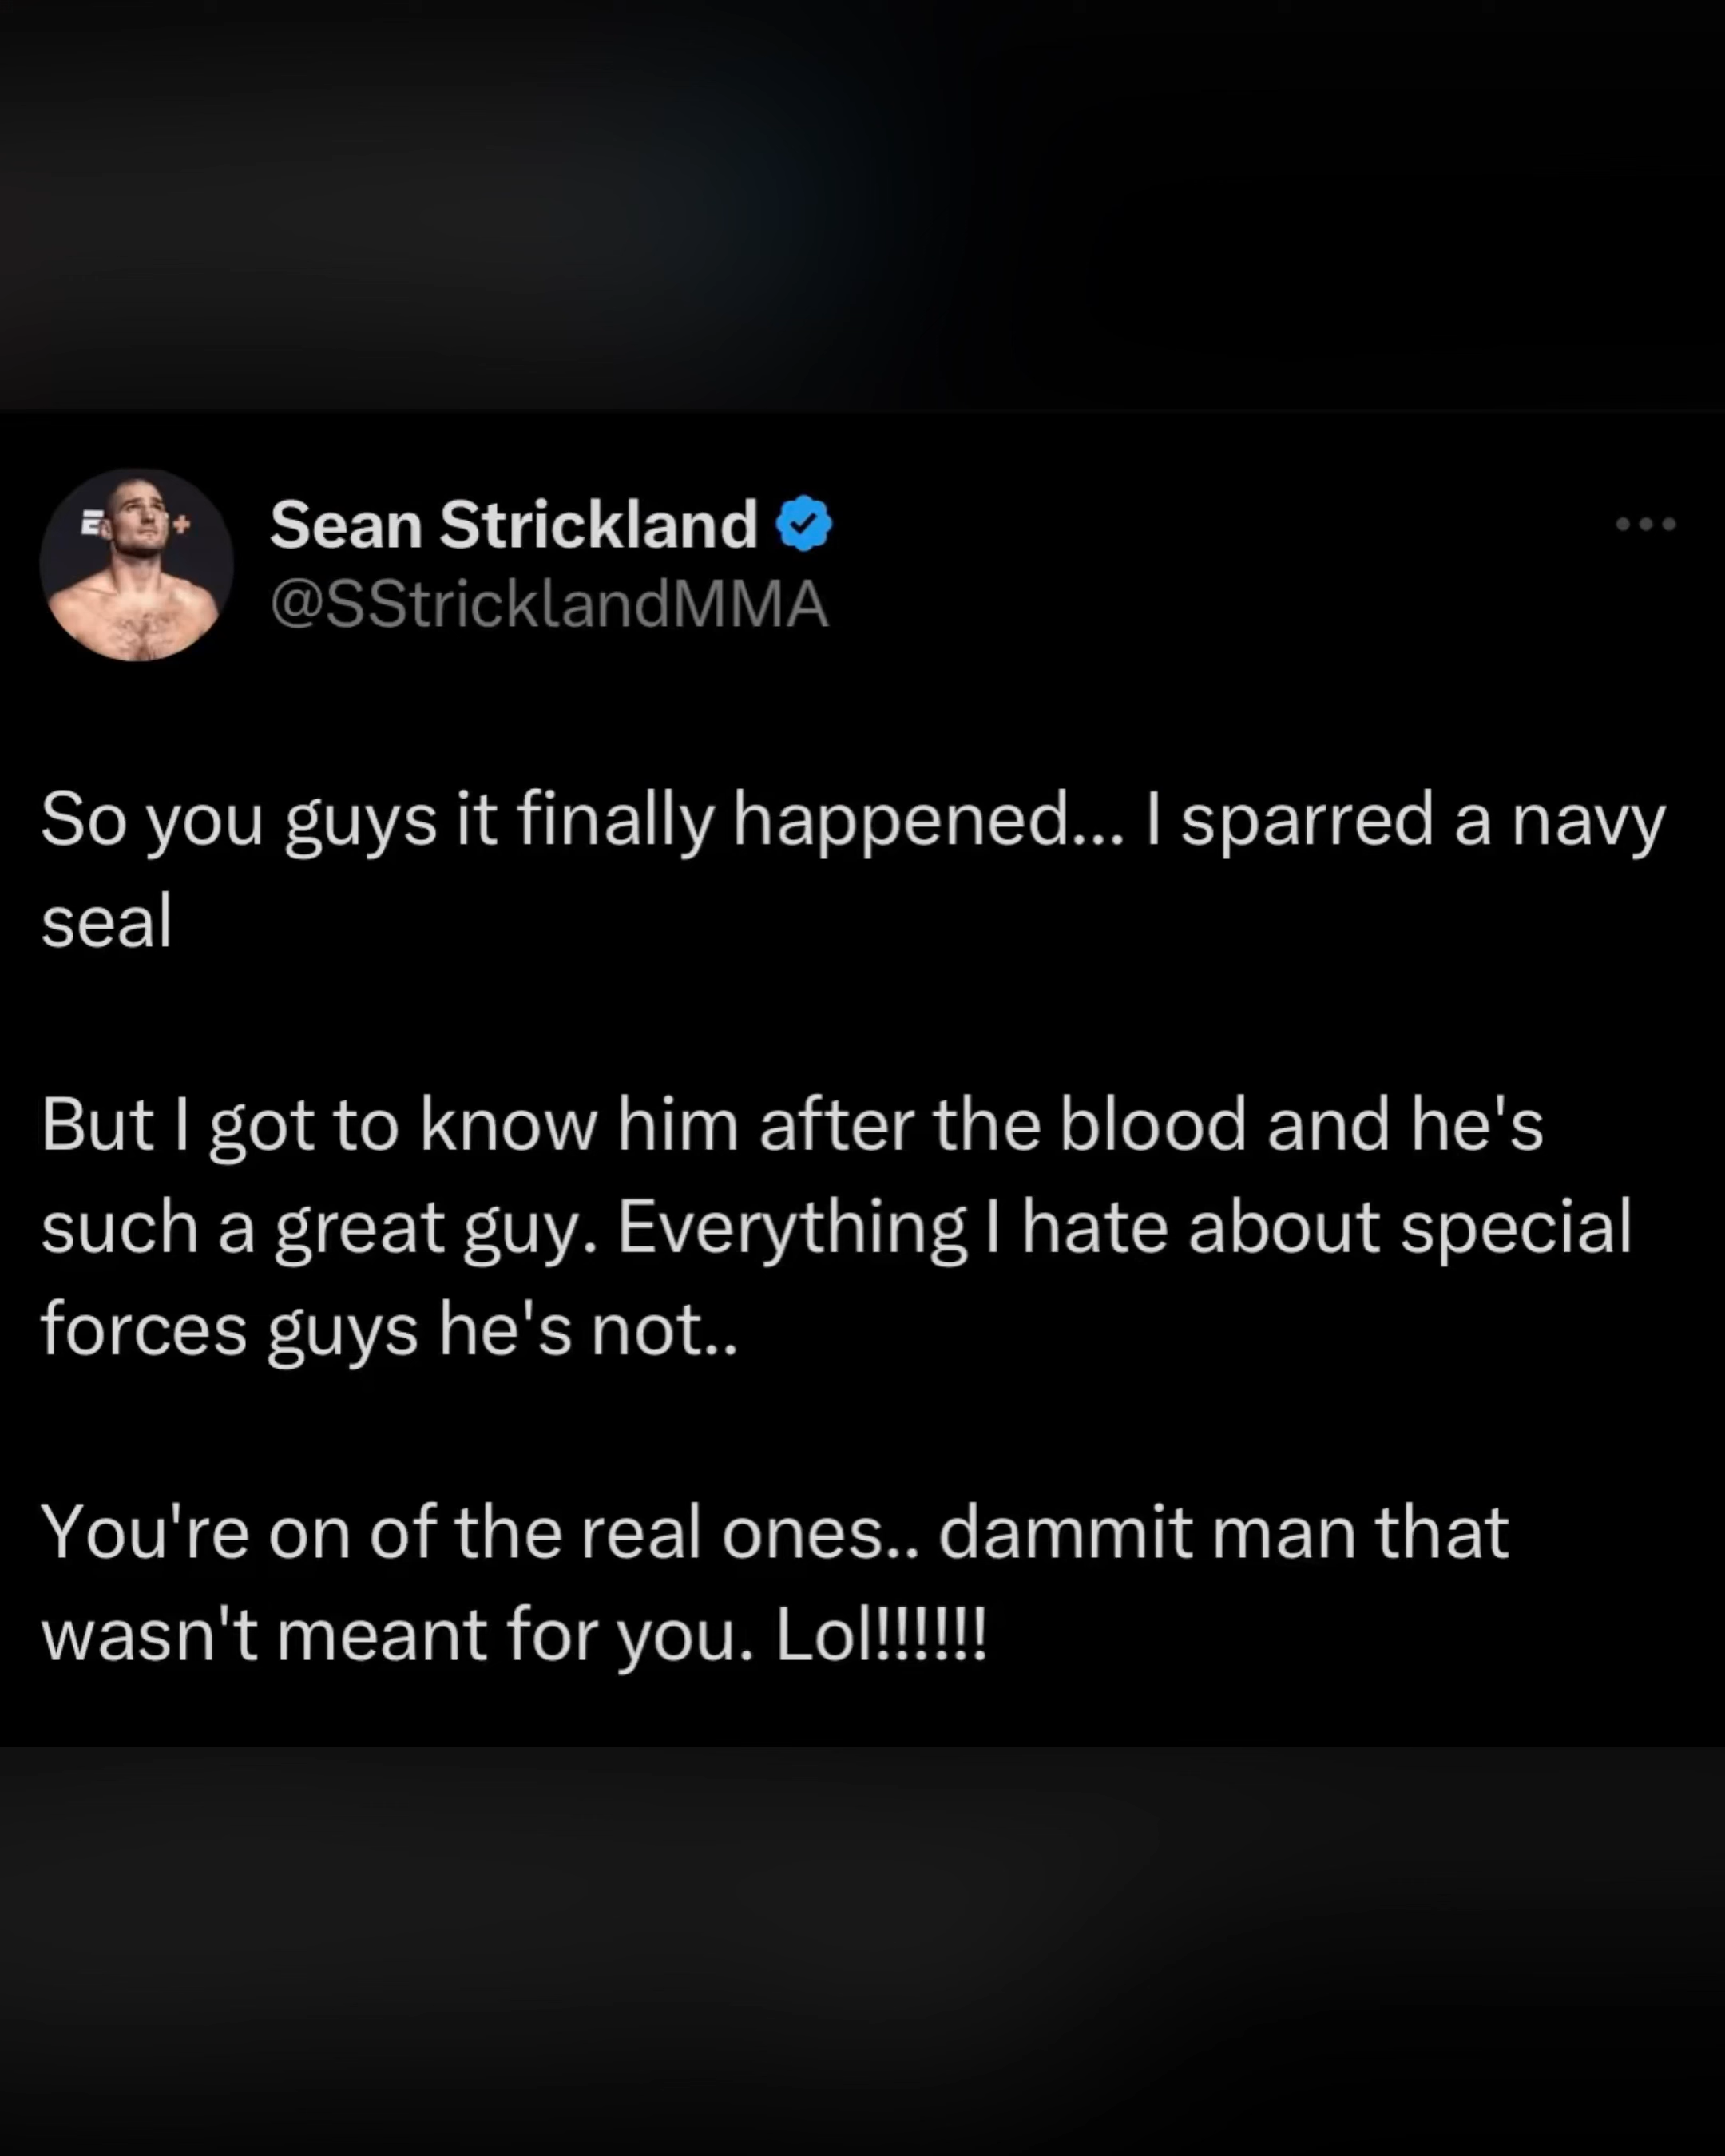 Sean Strickland
@SStricklandMMA
So you guys it finally happened... I sparred a navy
seal
But I got to know him after the blood and he's
such a great guy. Everything I hate about special
forces guys he's not..
You're on of the real ones.. dammit man that
wasn't meant for you. Lol!!!!!!